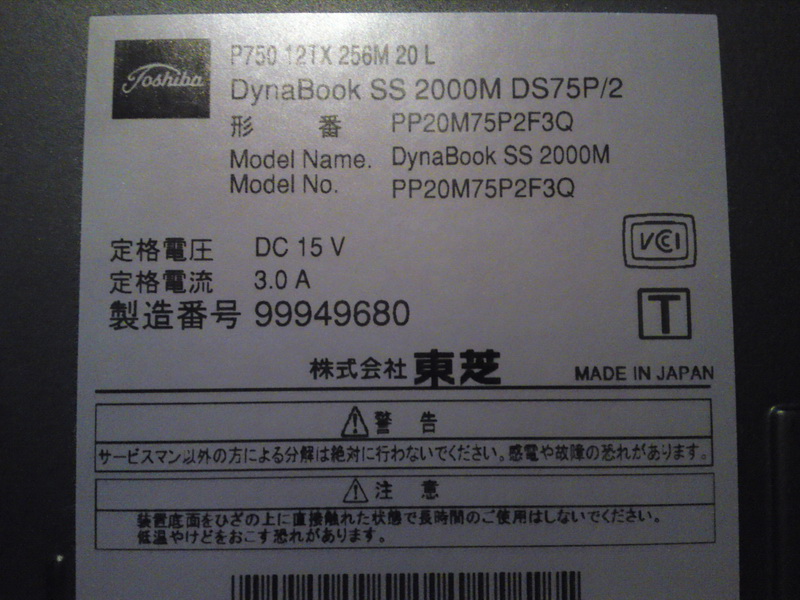 Toshiba
P750 12TX 256M 20 L
DynaBook SS 2000M DS75P/2
形 番 PP20M75P2F3Q
Model Name. DynaBook SS 2000M
Model No. PP20M75P2F3Q
定格電圧 DC 15 V
定格電流 3.0 A
製造番号 99949680
VCCI
T
株式会社 東芝
MADE IN JAPAN
警 告
サービスマン以外の方による分解は絶対に行わないでください。感電や故障の恐れがあります。
注 意
装置底面をひざの上に直接触れた状態で長時間のご使用はしないでください。
低温やけどをおこす恐れがあります。